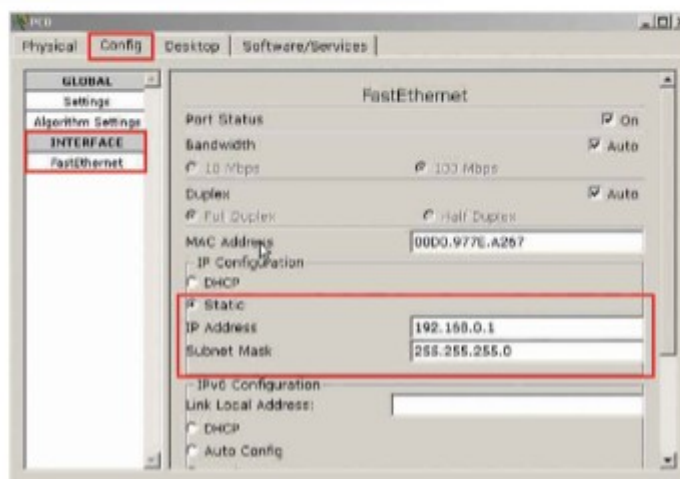 PC0
Physical Config Desktop Software/Services
GLOBAL
Settings
Algorithm Settings
INTERFACE
FastEthernet
FastEthernet
Port Status On
Bandwidth Auto
10 Mbps 100 Mbps
Duplex Auto
Full Duplex Half Duplex
MAC Address 00D0.977E.A267
IP Configuration
DHCP
Static
IP Address 192.168.0.1
Subnet Mask 255.255.255.0
IPv6 Configuration
Link Local Address:
DHCP
Auto Config